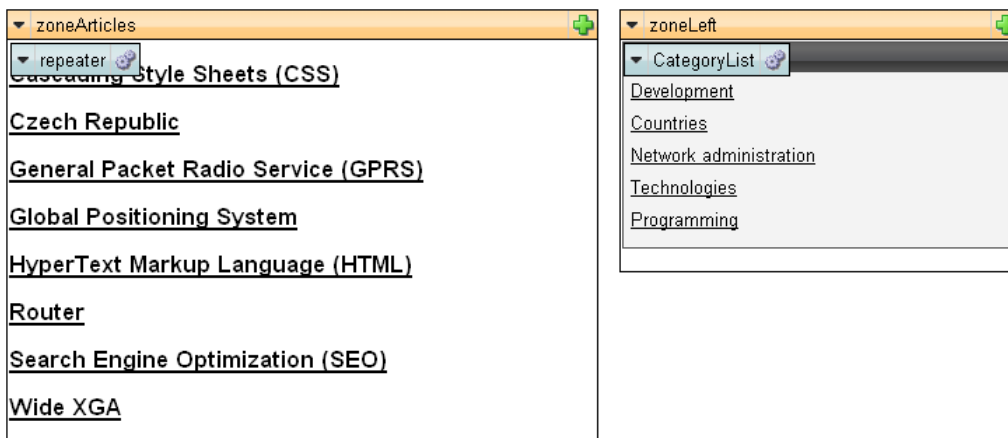 zoneArticles
repeater
Cascading Style Sheets (CSS)
Czech Republic
General Packet Radio Service (GPRS)
Global Positioning System
HyperText Markup Language (HTML)
Router
Search Engine Optimization (SEO)
Wide XGA
zoneLeft
CategoryList
Development
Countries
Network administration
Technologies
Programming